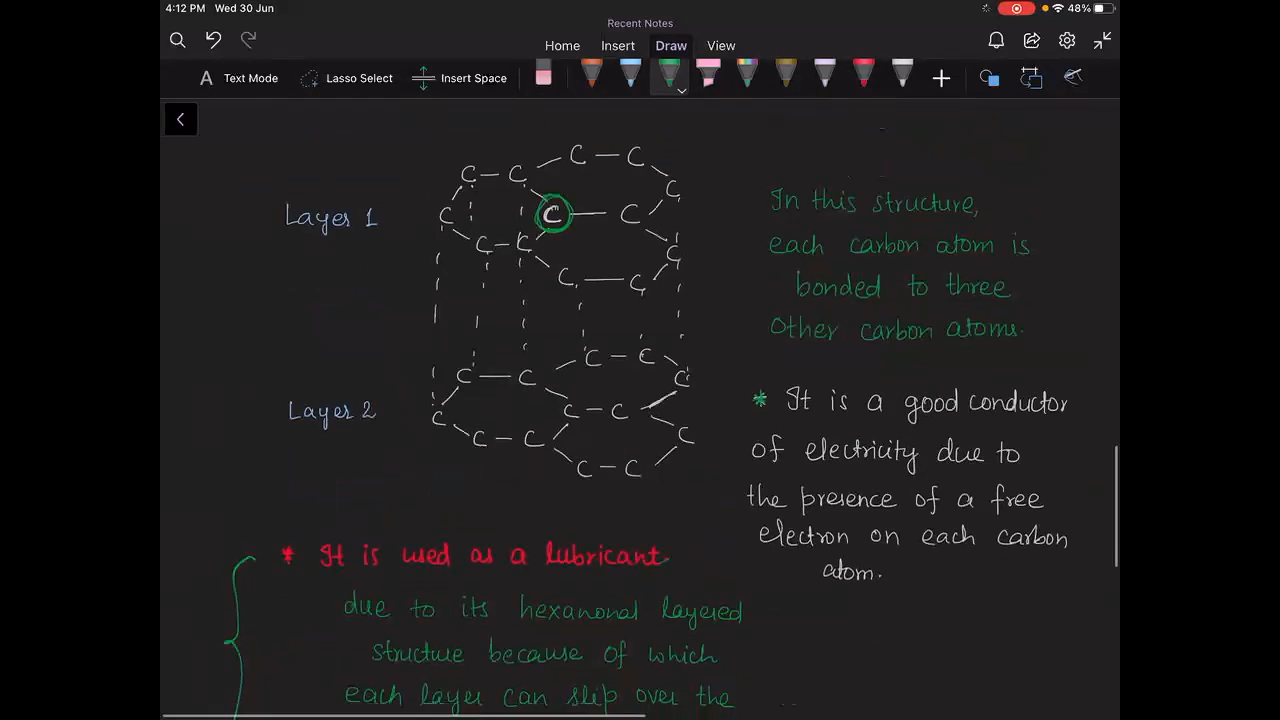 4:12 PM Wed 30 Jun
48%
Recent Notes
Home Insert Draw View
A Text Mode Lasso Select Insert Space
C — C
C — C
C
Layer 1
C
C — C
C
C — C
C
C — C
C — C
C
C — C
Layer 2
C
C — C
C — C
C
C — C
In this structure,
each carbon atom is
bonded to three
other carbon atoms.
* It is a good conductor
of electricity due to
the presence of a free
electron on each carbon
atom.
* It is used as a lubricant
due to its hexanonal layered
structure because of which
each layer can slip over the